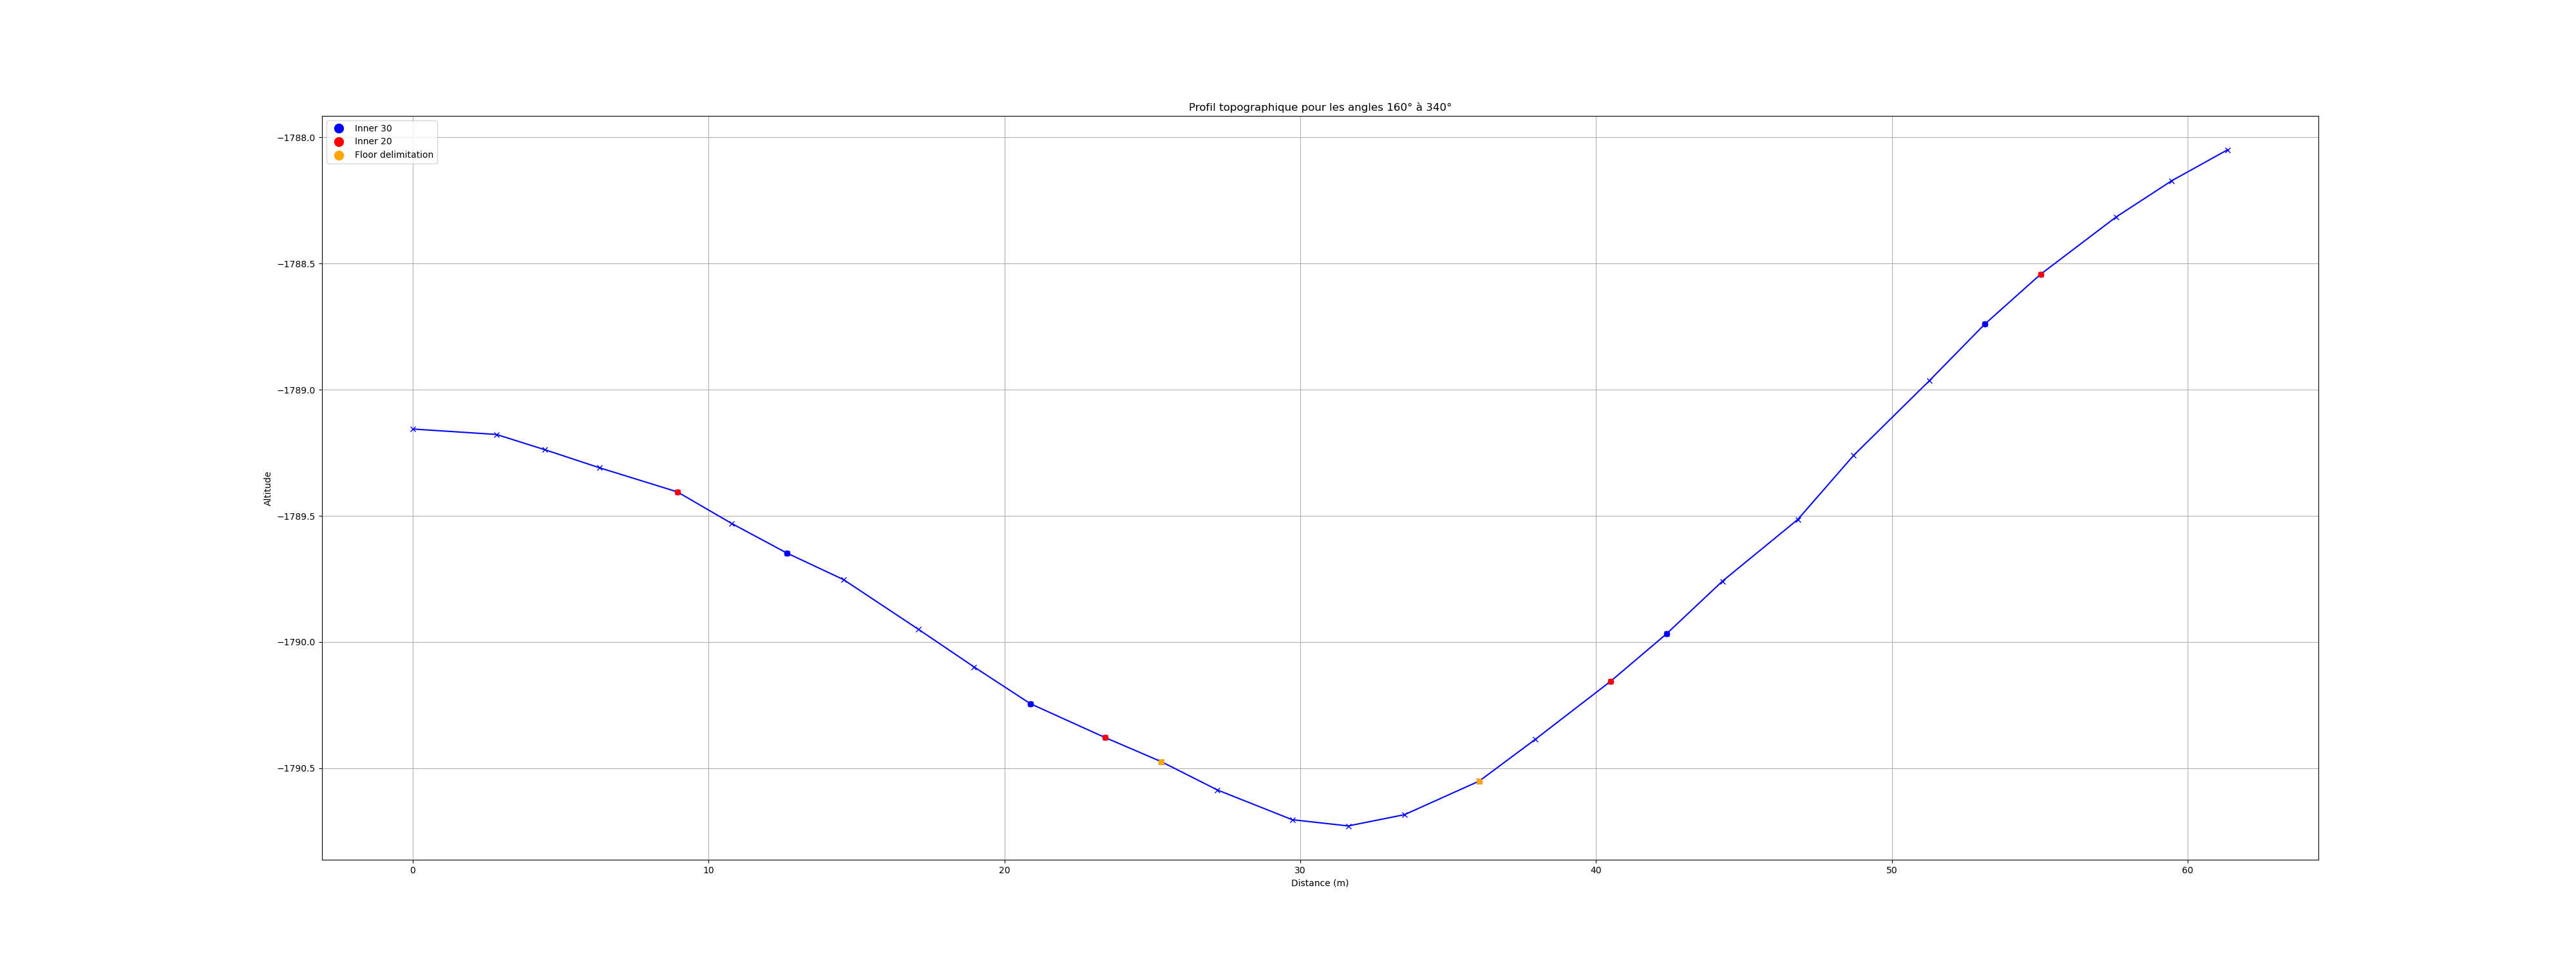 Profil topographique pour les angles 160° à 340°
Inner 30
Inner 20
Floor delimitation
−1788.0
−1788.5
−1789.0
−1789.5
−1790.0
−1790.5
Altitude
0 10 20 30 40 50 60
Distance (m)